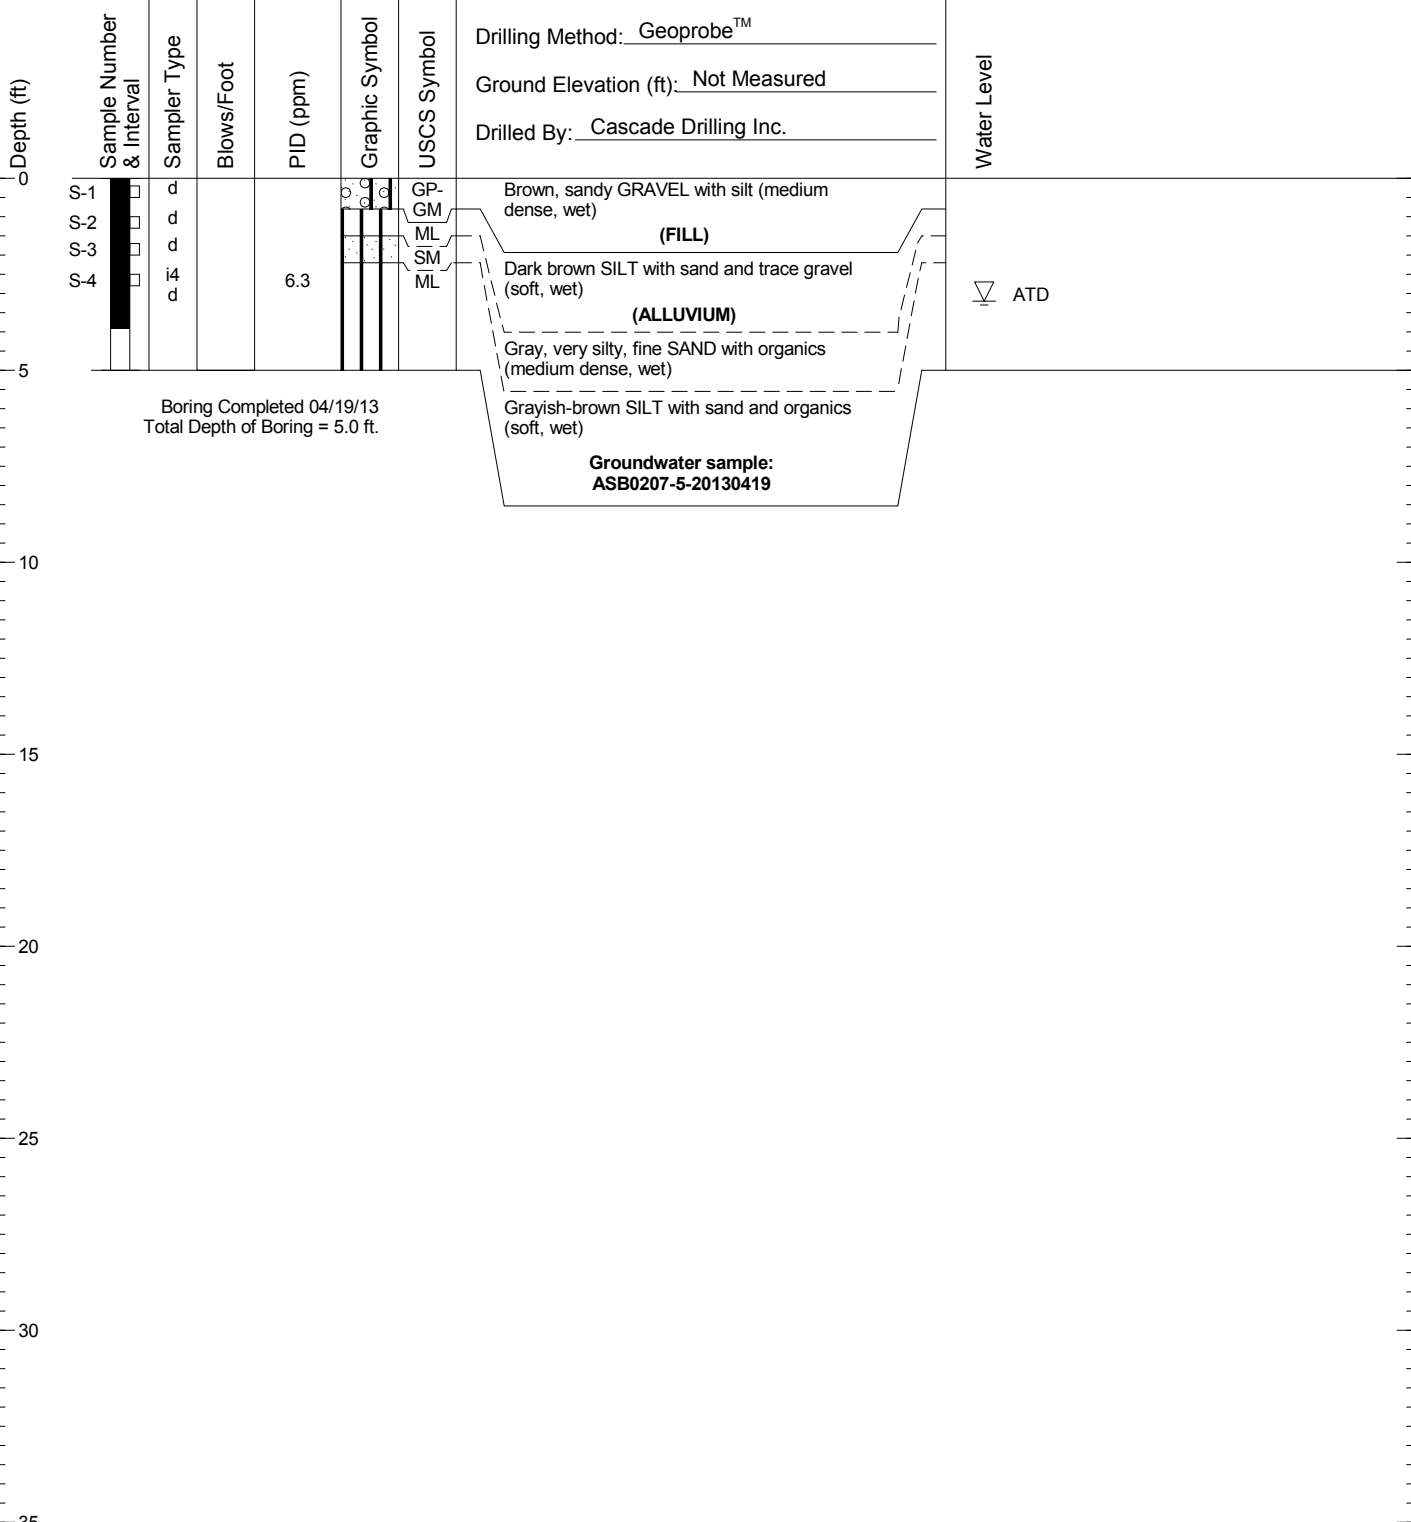 Depth (ft)
Sample Number
& Interval
Sampler Type
Blows/Foot
PID (ppm)
Graphic Symbol
USCS Symbol
Drilling Method: Geoprobe™
Ground Elevation (ft): Not Measured
Drilled By: Cascade Drilling Inc.
Water Level
0
S-1
d
GP-
GM
Brown, sandy GRAVEL with silt (medium
dense, wet)
S-2
d
ML
(FILL)
S-3
d
SM
Dark brown SILT with sand and trace gravel
(soft, wet)
S-4
i4
d
6.3
ML
ATD
(ALLUVIUM)
Gray, very silty, fine SAND with organics
(medium dense, wet)
5
Boring Completed 04/19/13
Total Depth of Boring = 5.0 ft.
Grayish-brown SILT with sand and organics
(soft, wet)
Groundwater sample:
ASB0207-5-20130419
10
15
20
25
30
35